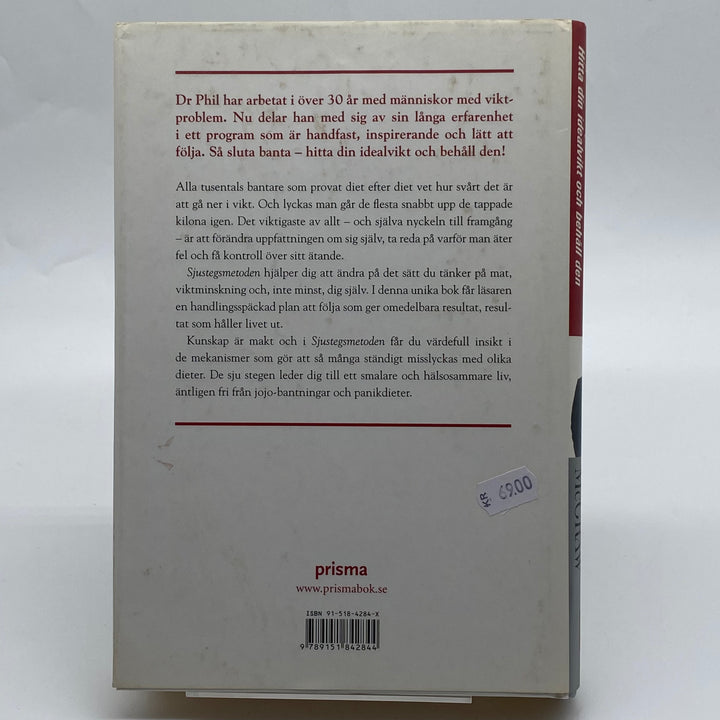 Dr Phil har arbetat i över 30 år med människor med vikt-
problem. Nu delar han med sig av sin långa erfarenhet
i ett program som är handfast, inspirerande och lätt att
följa. Så sluta banta – hitta din idealvikt och behåll den!
Alla tusentals bantare som provat diet efter diet vet hur svårt det är
att gå ner i vikt. Och lyckas man går de flesta snabbt upp de tappade
kilona igen. Det viktigaste av allt – och själva nyckeln till framgång
– är att förändra uppfattningen om sig själv, ta reda på varför man äter
fel och få kontroll över sitt ätande.
Sjustegsmetoden hjälper dig att ändra på det sätt du tänker på mat,
viktminskning och, inte minst, dig själv. I denna unika bok får läsaren
en handlingsspäckad plan att följa som ger omedelbara resultat, resul-
tat som håller livet ut.
Kunskap är makt och i Sjustegsmetoden får du värdefull insikt i
de mekanismer som gör att så många ständigt misslyckas med olika
dieter. De sju stegen leder dig till ett smalare och hälsosammare liv,
äntligen fri från jojo-bantningar och panikdieter.
KR 69.00
prisma
www.prismabok.se
ISBN 91-518-4284-X
9 789151 842844
Hitta din idealvikt och behåll den
McGRAW